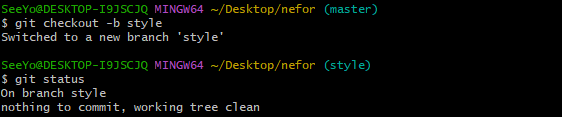 SeeYo@DESKTOP-I9JSCJQ MINGW64 ~/Desktop/nefor (master)
$ git checkout -b style
Switched to a new branch 'style'
SeeYo@DESKTOP-I9JSCJQ MINGW64 ~/Desktop/nefor (style)
$ git status
On branch style
nothing to commit, working tree clean